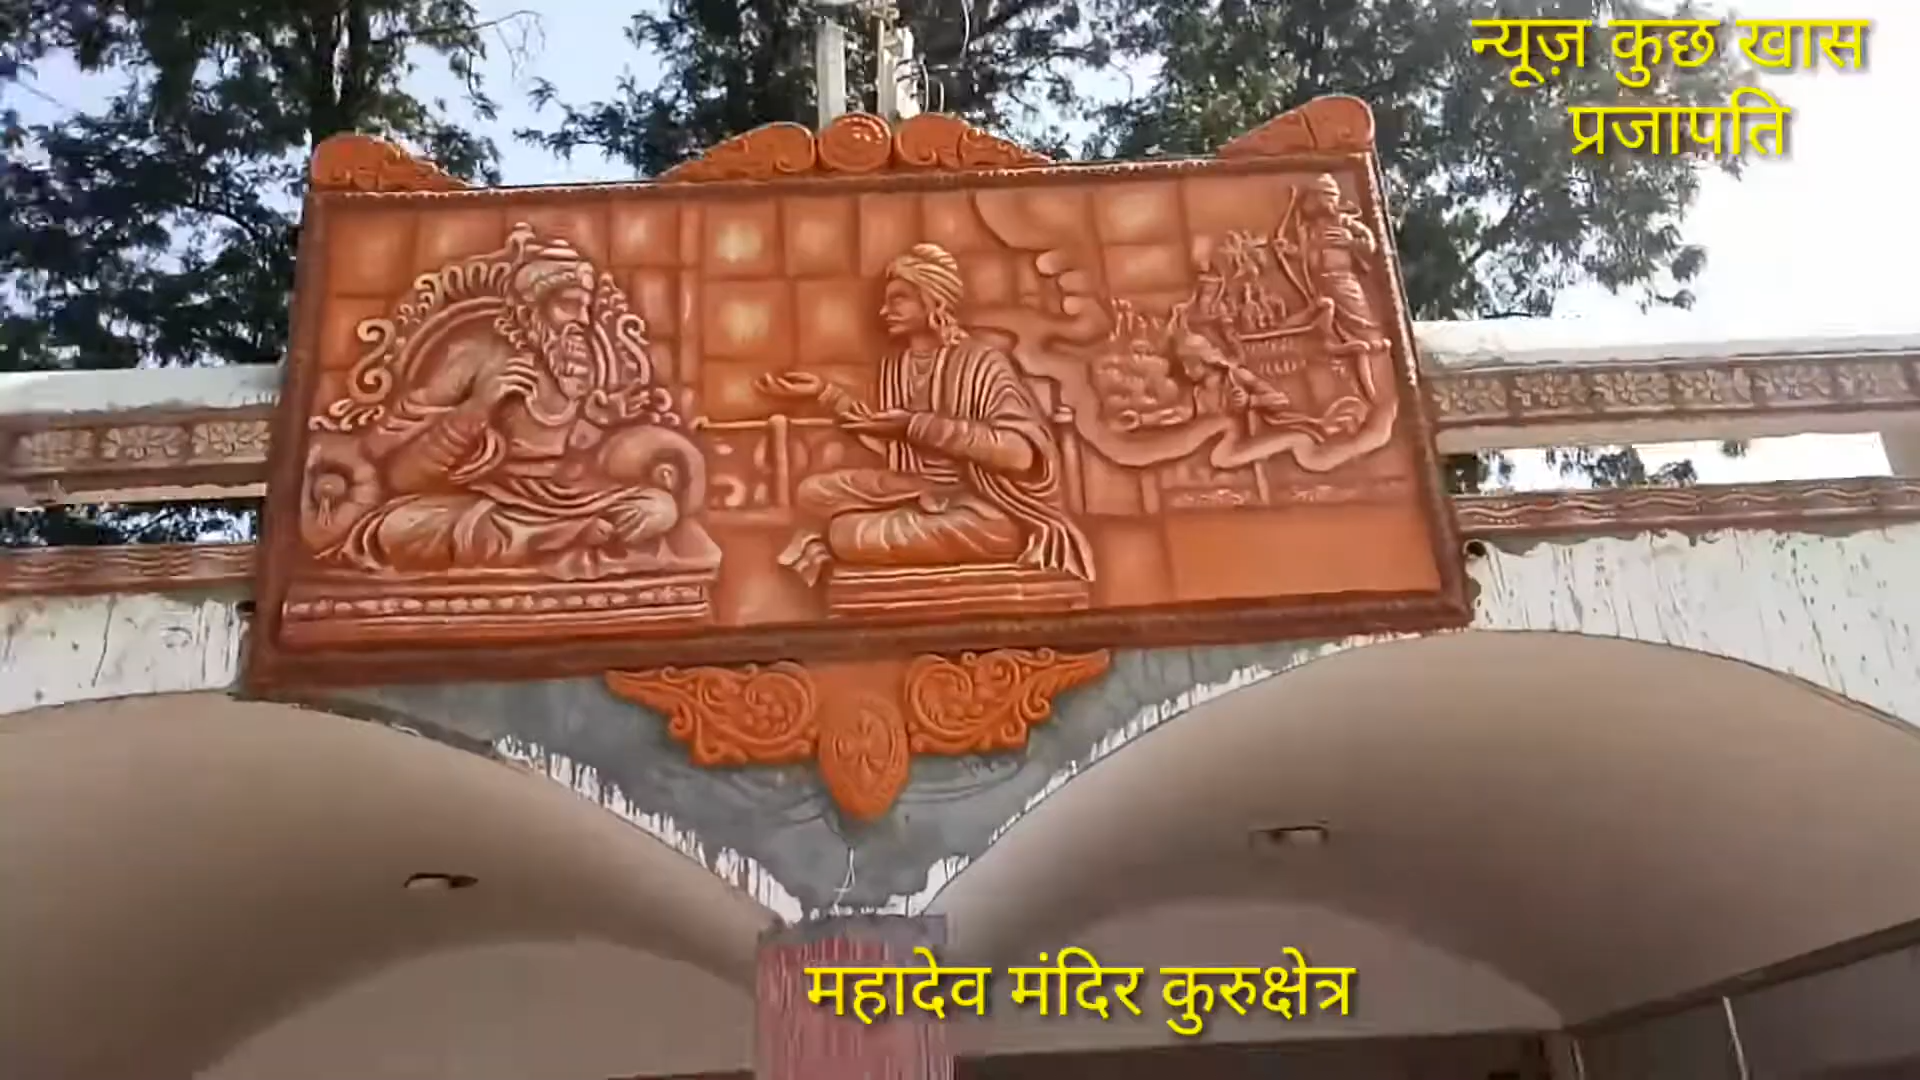 न्यूज़ कुछ खास
प्रजापति
महादेव मंदिर कुरुक्षेत्र